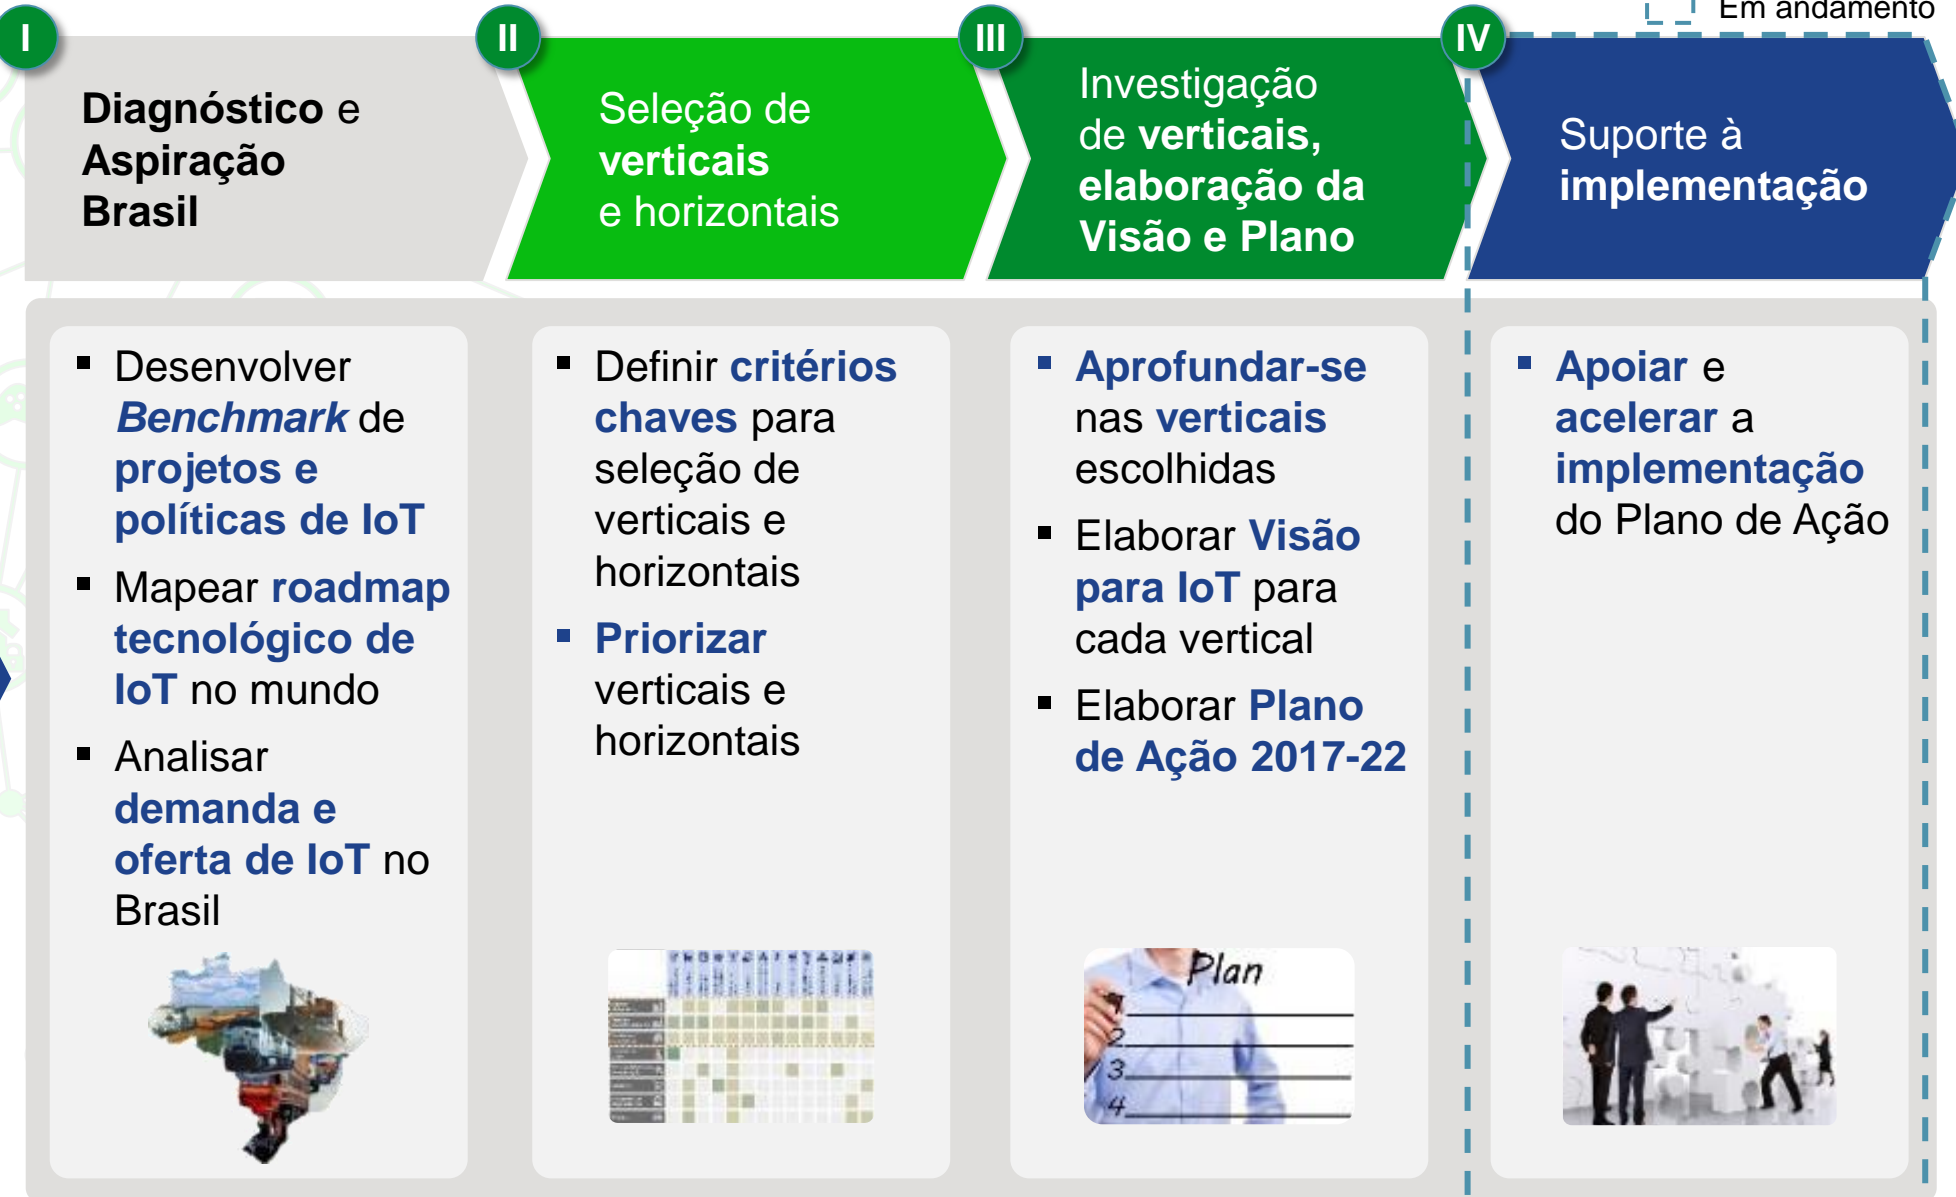 Em andamento
I
II
III
IV
Diagnóstico e
Aspiração
Brasil
Seleção de
verticais
e horizontais
Investigação
de verticais,
elaboração da
Visão e Plano
Suporte à
implementação
▪ Desenvolver
Benchmark de
projetos e
políticas de IoT
▪ Mapear roadmap
tecnológico de
IoT no mundo
▪ Analisar
demanda e
oferta de IoT no
Brasil
▪ Definir critérios
chaves para
seleção de
verticais e
horizontais
▪ Priorizar
verticais e
horizontais
▪ Aprofundar-se
nas verticais
escolhidas
▪ Elaborar Visão
para IoT para
cada vertical
▪ Elaborar Plano
de Ação 2017-22
Plan
1
2
3
4
▪ Apoiar e
acelerar a
implementação
do Plano de Ação